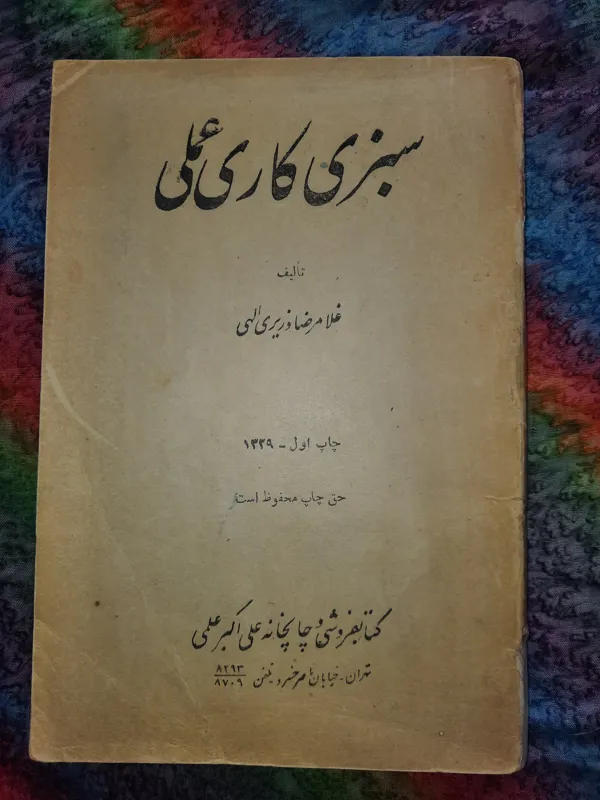 سبزی کاری عملی
تألیف
غلامرضا وزیری الهی
چاپ اول - ۱۳۲۹
حق چاپ محفوظ است
کتابفروشی و چاپخانه علی اکبر علمی
تهران - خیابان ناصرخسرو تلفن ۸۲۹۳
۸۷۰۹